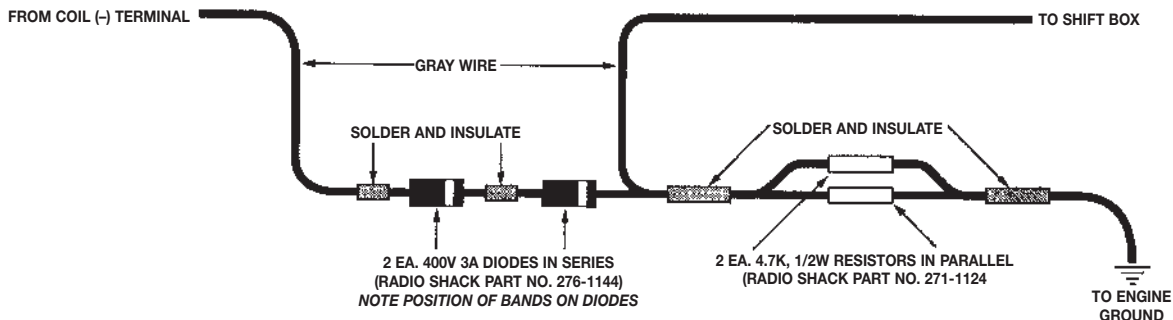 FROM COIL (–) TERMINAL
TO SHIFT BOX
GRAY WIRE
SOLDER AND INSULATE
SOLDER AND INSULATE
2 EA. 400V 3A DIODES IN SERIES
(RADIO SHACK PART NO. 276-1144)
NOTE POSITION OF BANDS ON DIODES
2 EA. 4.7K, 1/2W RESISTORS IN PARALLEL
(RADIO SHACK PART NO. 271-1124
TO ENGINE
GROUND